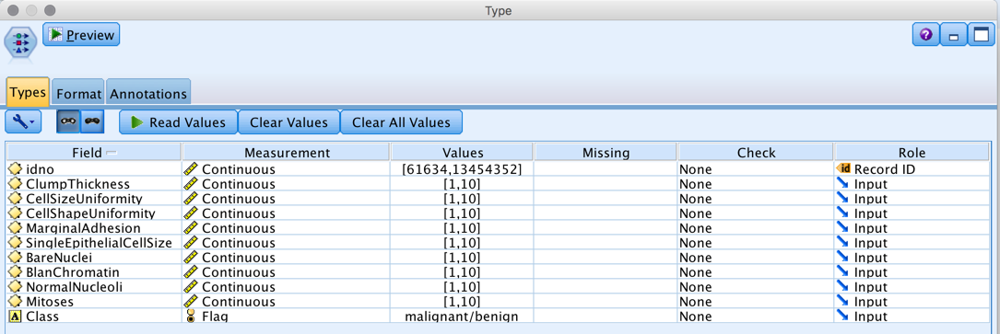 Type
Preview
Types Format Annotations
Read Values Clear Values Clear All Values
Field Measurement Values Missing Check Role
idno Continuous [61634,13454352] None id Record ID
ClumpThickness Continuous [1,10] None Input
CellSizeUniformity Continuous [1,10] None Input
CellShapeUniformity Continuous [1,10] None Input
MarginalAdhesion Continuous [1,10] None Input
SingleEpithelialCellSize Continuous [1,10] None Input
BareNuclei Continuous [1,10] None Input
BlanChromatin Continuous [1,10] None Input
NormalNucleoli Continuous [1,10] None Input
Mitoses Continuous [1,10] None Input
A Class Flag malignant/benign None Input